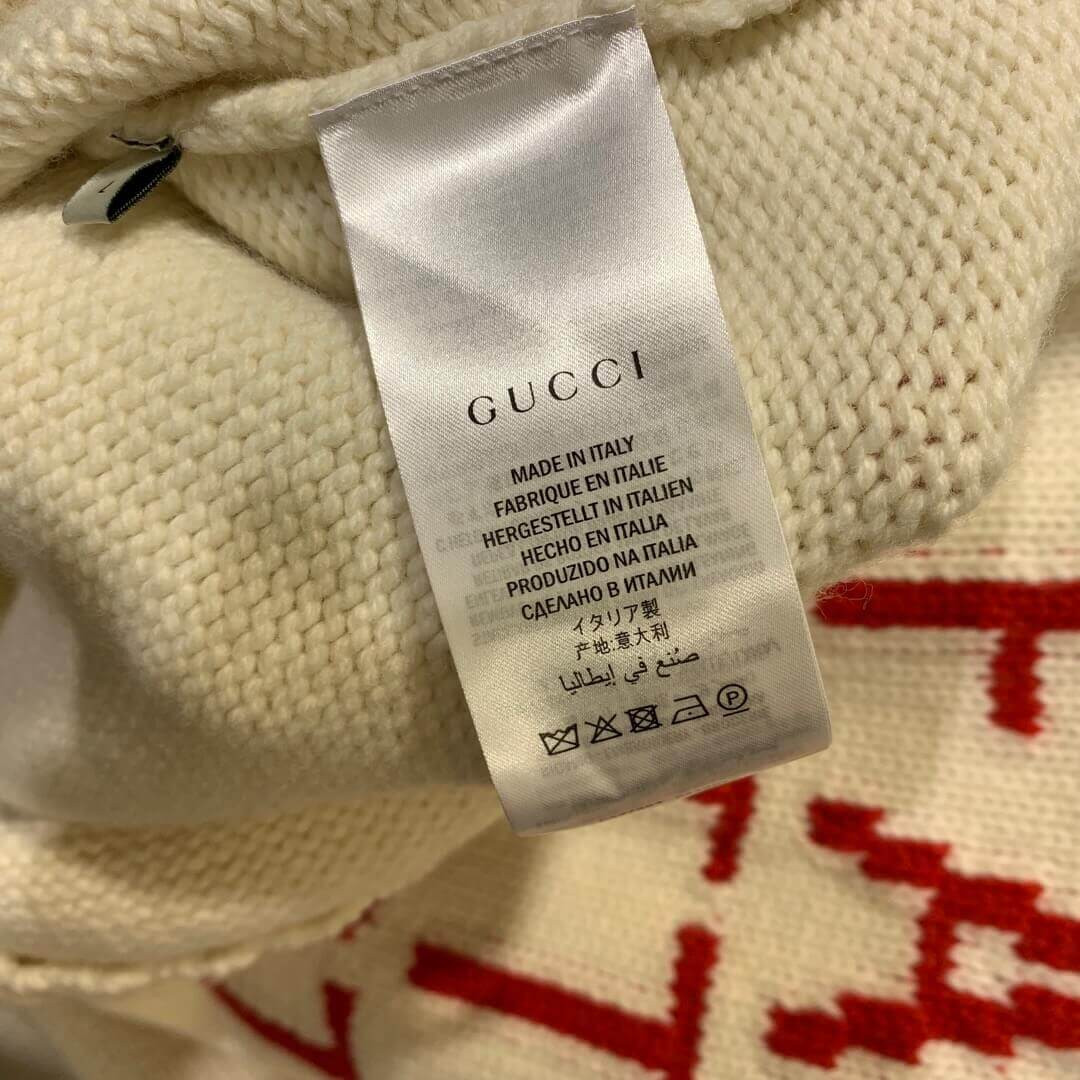 GUCCI
MADE IN ITALY
FABRIQUE EN ITALIE
HERGESTELLT IN ITALIEN
HECHO EN ITALIA
PRODUZIDO NA ITALIA
СДЕЛАНО В ИТАЛИИ
イタリア製
产地:意大利
صُنع في إيطاليا
P